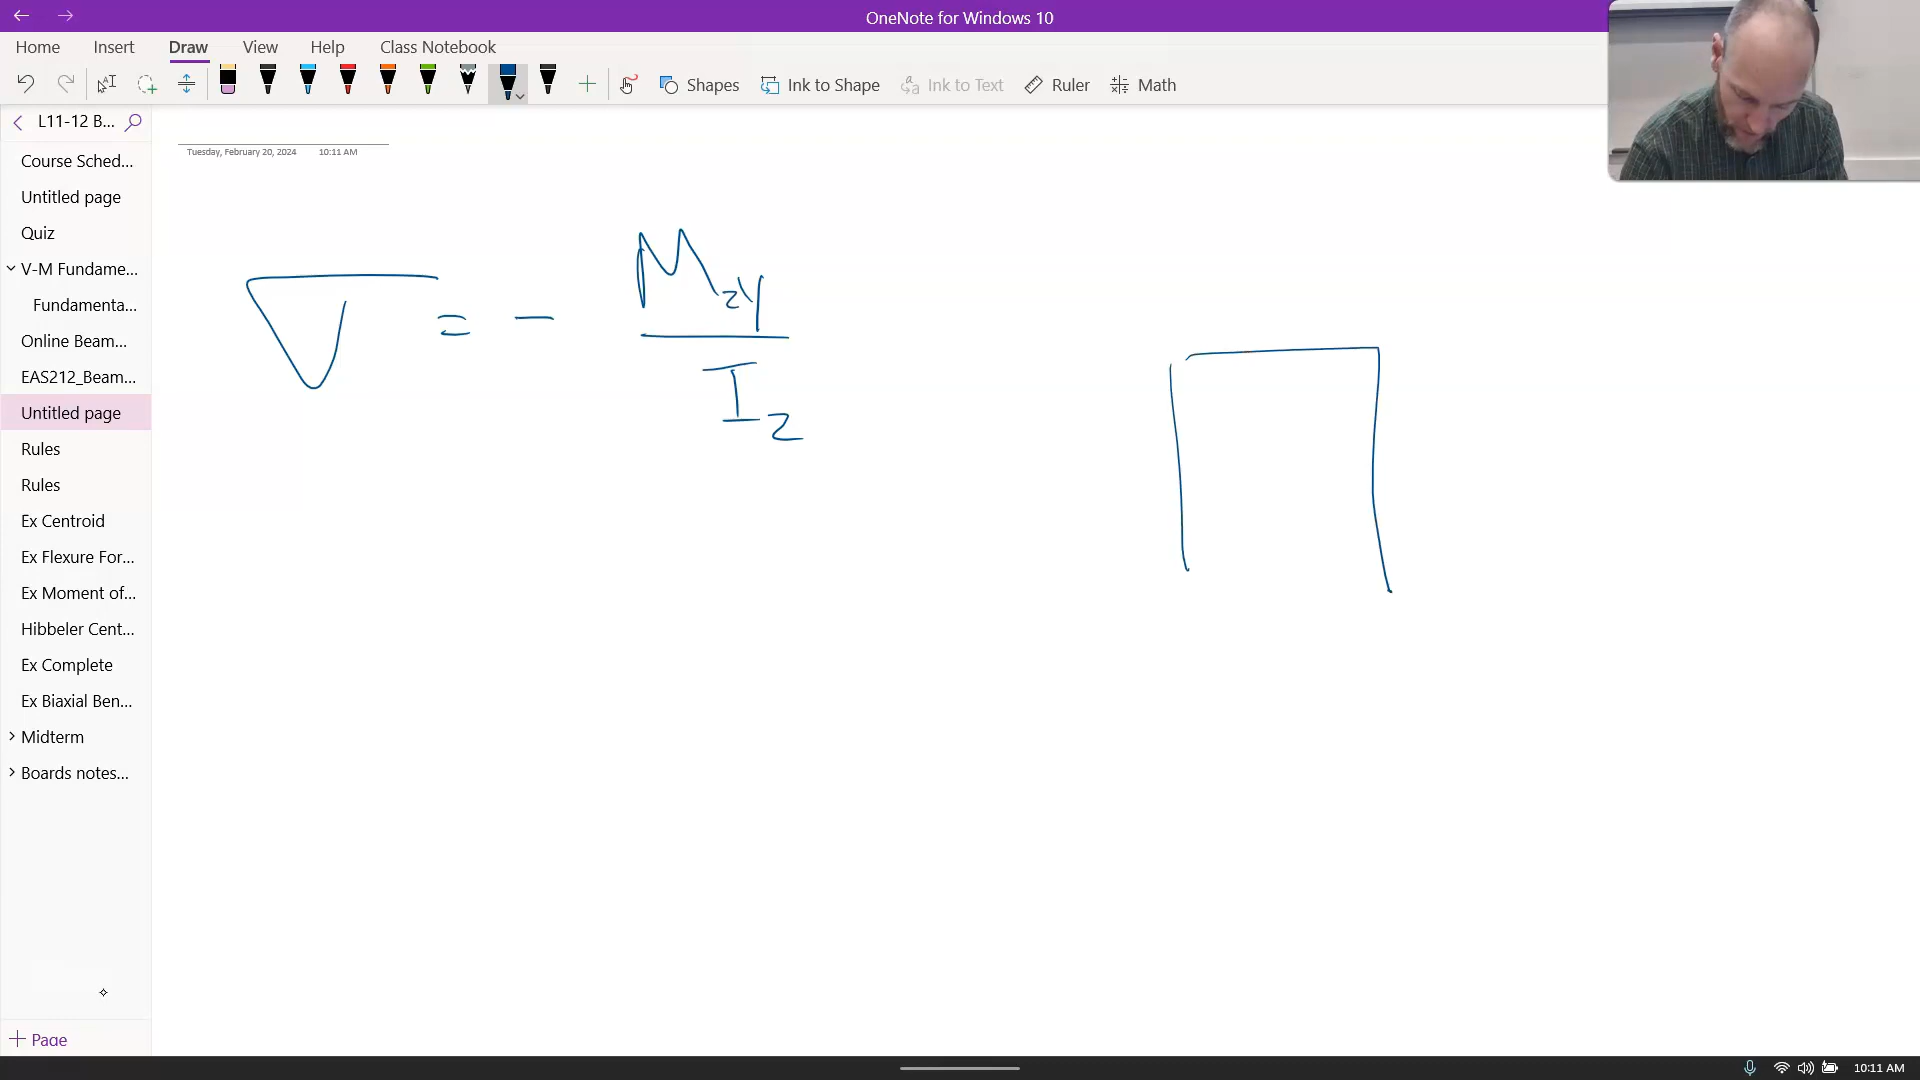 OneNote for Windows 10
Home Insert Draw View Help Class Notebook
Shapes Ink to Shape Ink to Text Ruler Math
L11-12 B...
Course Sched...
Untitled page
Quiz
V-M Fundame...
Fundamenta...
Online Beam...
EAS212_Beam...
Untitled page
Rules
Rules
Ex Centroid
Ex Flexure For...
Ex Moment of...
Hibbeler Cent...
Ex Complete
Ex Biaxial Ben...
Midterm
Boards notes...
Page
Tuesday, February 20, 2024 10:11 AM
σ = - M_z y
I_z
10:11 AM